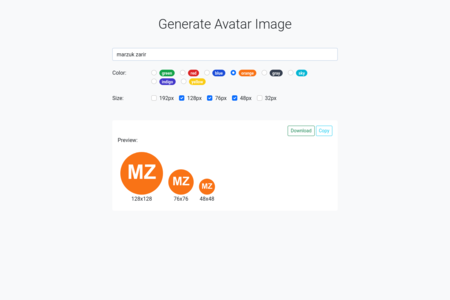 Generate Avatar Image
marzuk zarir
Color: green red blue orange gray sky
indigo yellow
Size: 192px 128px 76px 48px 32px
Download Copy
Preview:
MZ MZ MZ
128x128 76x76 48x48